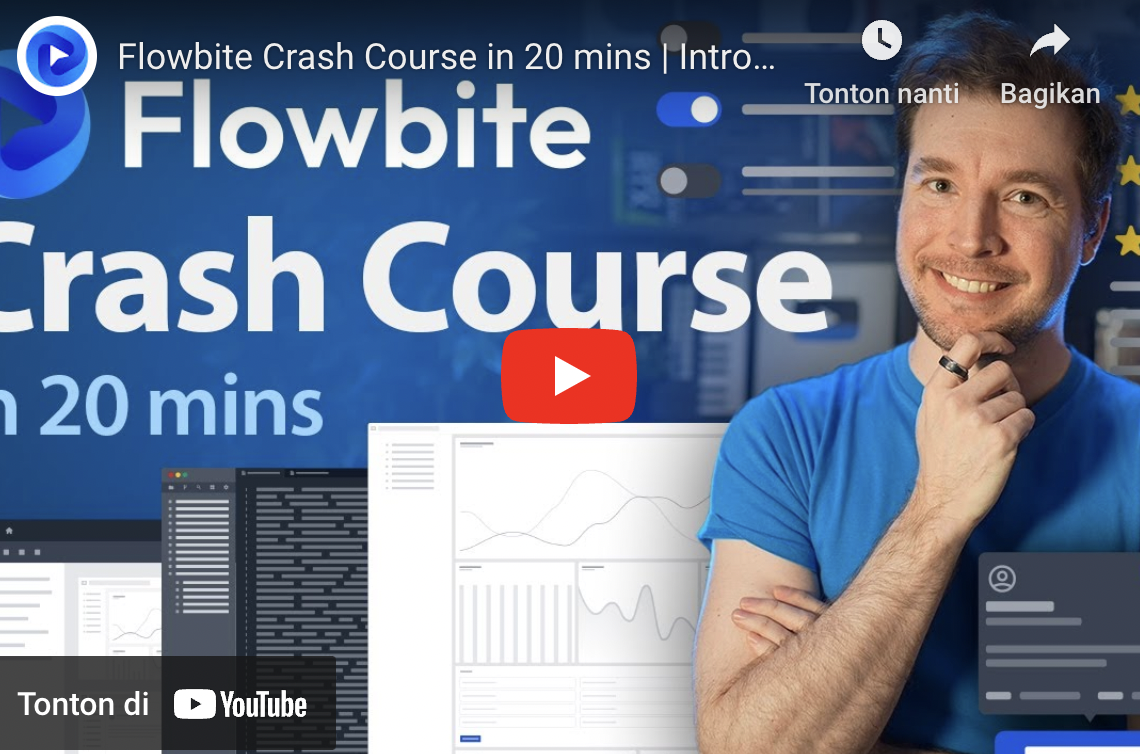 Flowbite Crash Course in 20 mins | Intro...
Tonton nanti
Bagikan
Flowbite
Crash Course
n 20 mins
Tonton di YouTube